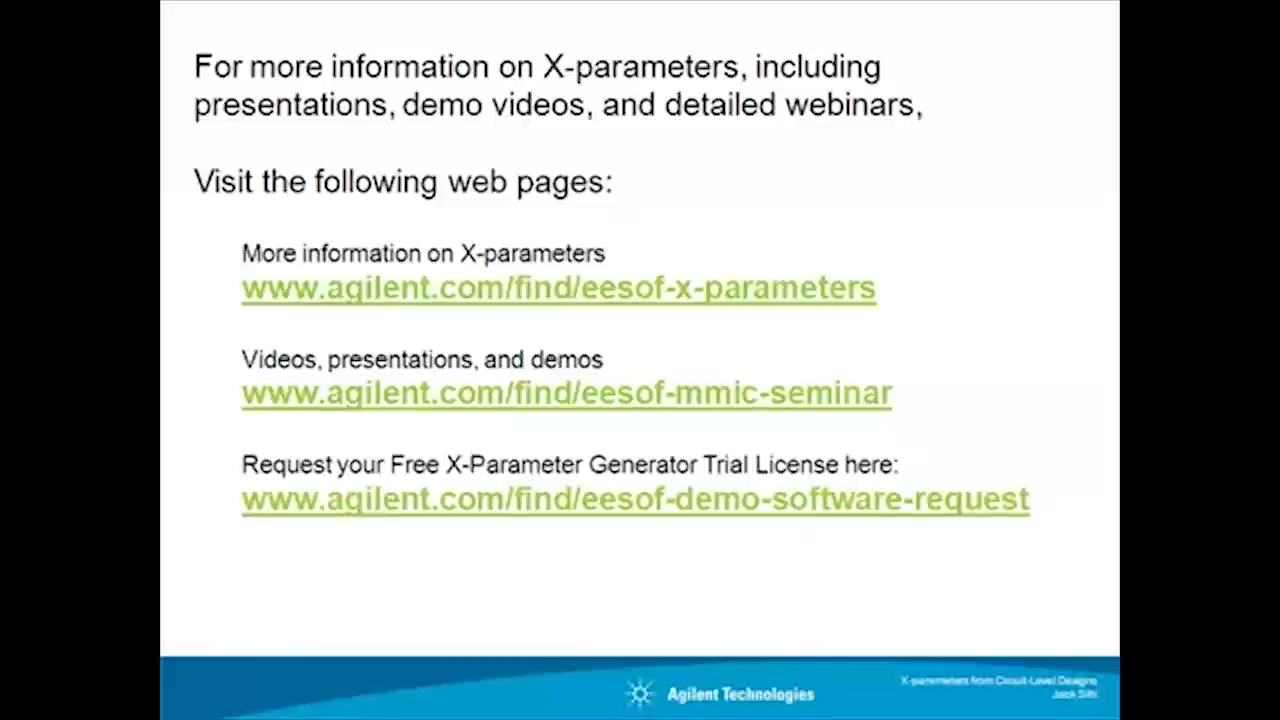 For more information on X-parameters, including
presentations, demo videos, and detailed webinars,
Visit the following web pages:
More information on X-parameters
www.agilent.com/find/eesof-x-parameters
Videos, presentations, and demos
www.agilent.com/find/eesof-mmic-seminar
Request your Free X-Parameter Generator Trial License here:
www.agilent.com/find/eesof-demo-software-request
Agilent Technologies
X-parameters from Circuit-Level Designs
Jack